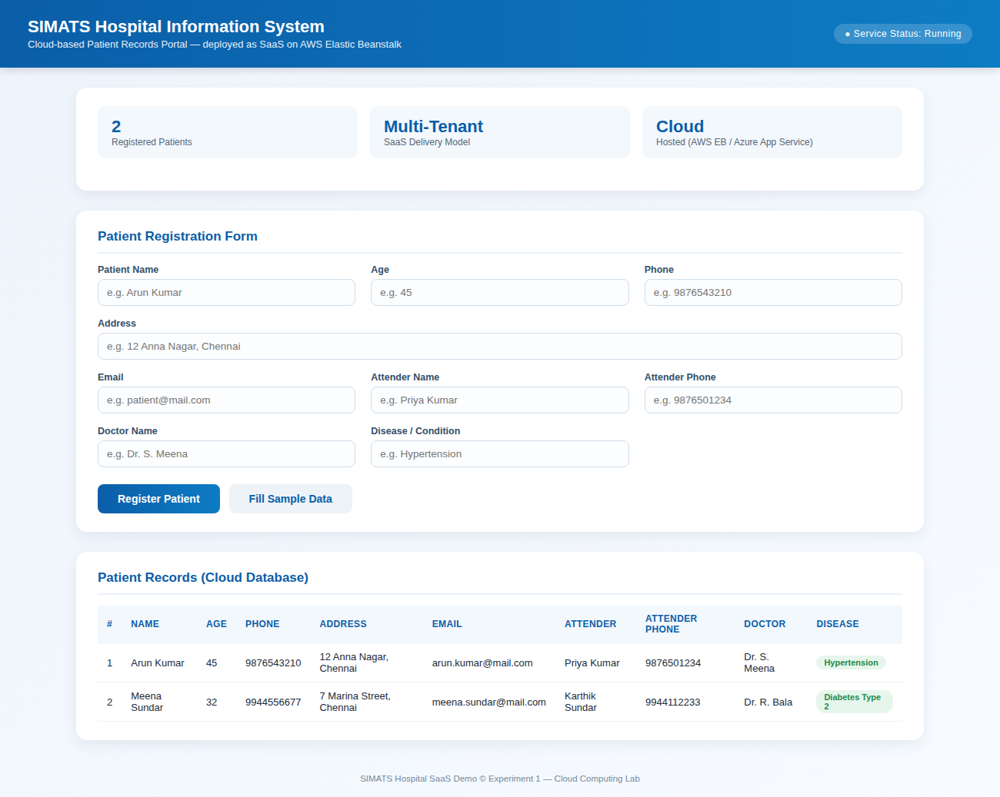 SIMATS Hospital Information System
Cloud-based Patient Records Portal — deployed as SaaS on AWS Elastic Beanstalk
● Service Status: Running
2
Registered Patients
Multi-Tenant
SaaS Delivery Model
Cloud
Hosted (AWS EB / Azure App Service)
Patient Registration Form
Patient Name Age Phone
e.g. Arun Kumar e.g. 45 e.g. 9876543210
Address
e.g. 12 Anna Nagar, Chennai
Email Attender Name Attender Phone
e.g. patient@mail.com e.g. Priya Kumar e.g. 9876501234
Doctor Name Disease / Condition
e.g. Dr. S. Meena e.g. Hypertension
Register Patient Fill Sample Data
Patient Records (Cloud Database)
# NAME AGE PHONE ADDRESS EMAIL ATTENDER ATTENDER PHONE DOCTOR DISEASE
1 Arun Kumar 45 9876543210 12 Anna Nagar, Chennai arun.kumar@mail.com Priya Kumar 9876501234 Dr. S. Meena Hypertension
2 Meena Sundar 32 9944556677 7 Marina Street, Chennai meena.sundar@mail.com Karthik Sundar 9944112233 Dr. R. Bala Diabetes Type 2
SIMATS Hospital SaaS Demo © Experiment 1 — Cloud Computing Lab